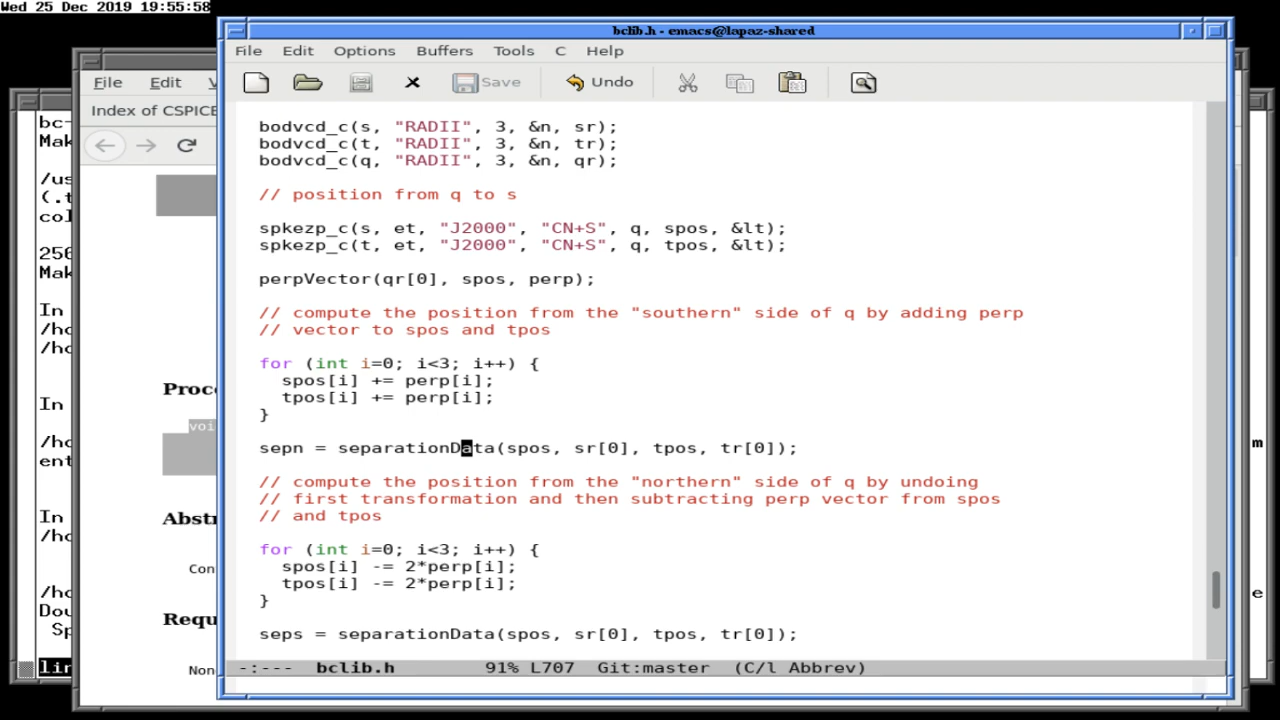 Wed 25 Dec 2019 19:55:58
bclib.h - emacs@lapaz-shared
File Edit Options Buffers Tools C Help
Save Undo
bodvcd_c(s, "RADII", 3, &n, sr);
bodvcd_c(t, "RADII", 3, &n, tr);
bodvcd_c(q, "RADII", 3, &n, qr);
// position from q to s
spkezp_c(s, et, "J2000", "CN+S", q, spos, &lt);
spkezp_c(t, et, "J2000", "CN+S", q, tpos, &lt);
perpVector(qr[0], spos, perp);
// compute the position from the "southern" side of q by adding perp
// vector to spos and tpos
for (int i=0; i<3; i++) {
spos[i] += perp[i];
tpos[i] += perp[i];
}
sepn = separationData(spos, sr[0], tpos, tr[0]);
// compute the position from the "northern" side of q by undoing
// first transformation and then subtracting perp vector from spos
// and tpos
for (int i=0; i<3; i++) {
spos[i] -= 2*perp[i];
tpos[i] -= 2*perp[i];
}
seps = separationData(spos, sr[0], tpos, tr[0]);
-:--- bclib.h 91% L707 Git:master (C/l Abbrev)
File Edit
Index of CSPICE
In
In
In